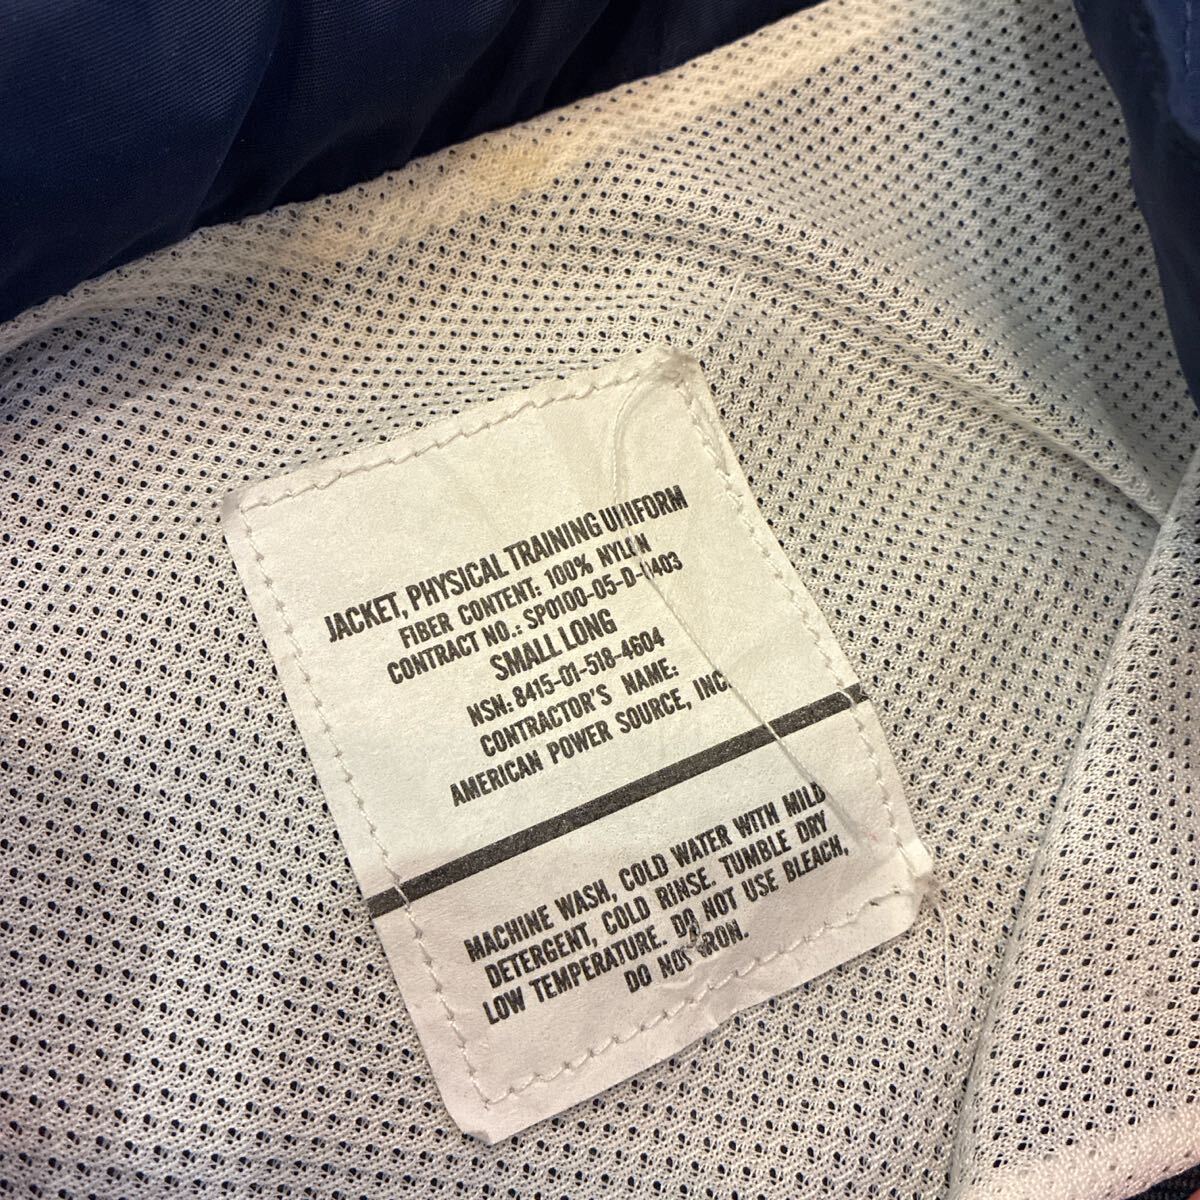 JACKET, PHYSICAL TRAINING UNIFORM
FIBER CONTENT: 100% NYLON
CONTRACT NO.: SPO100-05-D-0403
SMALL LONG
NSN: 8415-01-518-4604
CONTRACTOR'S NAME:
AMERICAN POWER SOURCE, INC.
MACHINE WASH, COLD WATER WITH MILD
DETERGENT, COLD RINSE. TUMBLE DRY
LOW TEMPERATURE. DO NOT USE BLEACH,
DO NOT IRON.